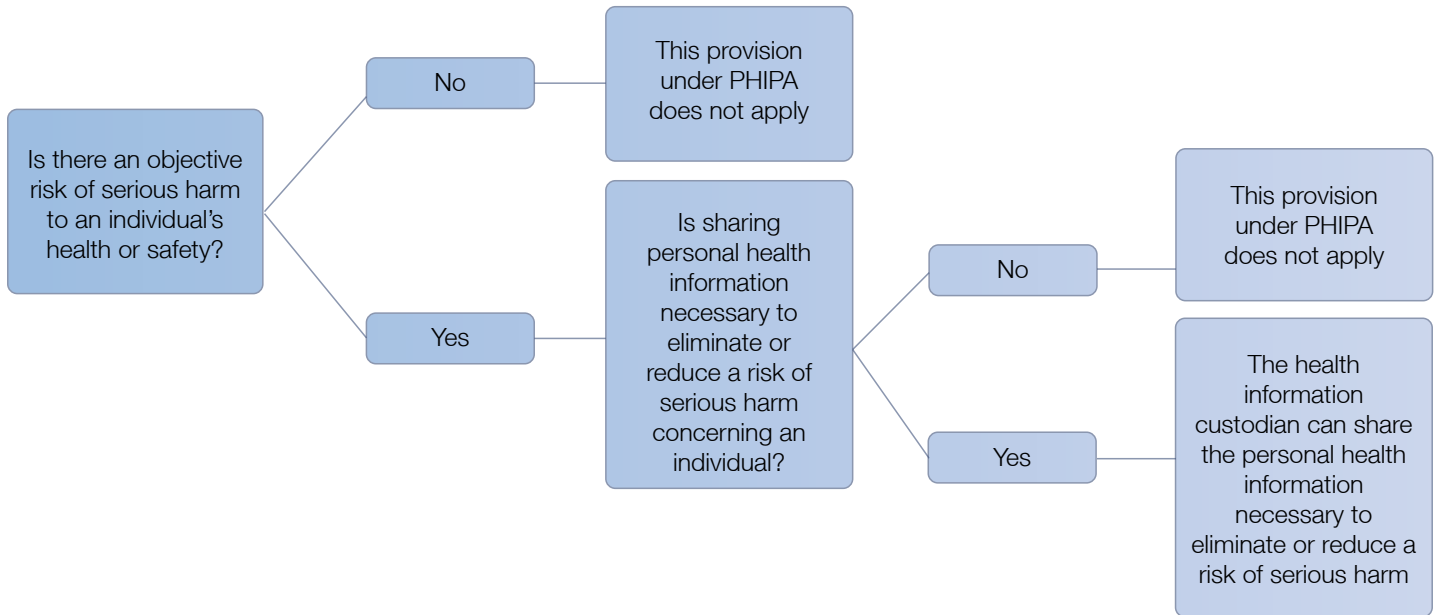 Is there an objective
risk of serious harm
to an individual’s
health or safety?
No
This provision
under PHIPA
does not apply
Yes
Is sharing
personal health
information
necessary to
eliminate or
reduce a risk of
serious harm
concerning an
individual?
No
This provision
under PHIPA
does not apply
Yes
The health
information
custodian can share
the personal health
information
necessary to
eliminate or reduce a
risk of serious harm